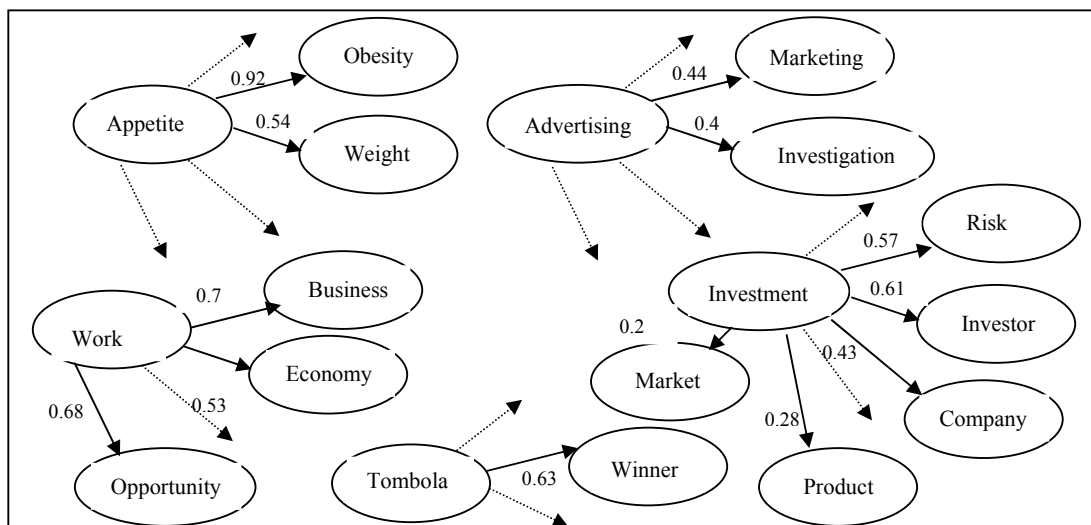 Obesity
0.92
Appetite
0.54
Weight
Marketing
0.44
Advertising
0.4
Investigation
Risk
0.57
Investment
0.61
Investor
0.2
Market
0.43
Company
0.28
Product
Business
0.7
Work
Economy
0.53
0.68
Opportunity
Winner
0.63
Tombola